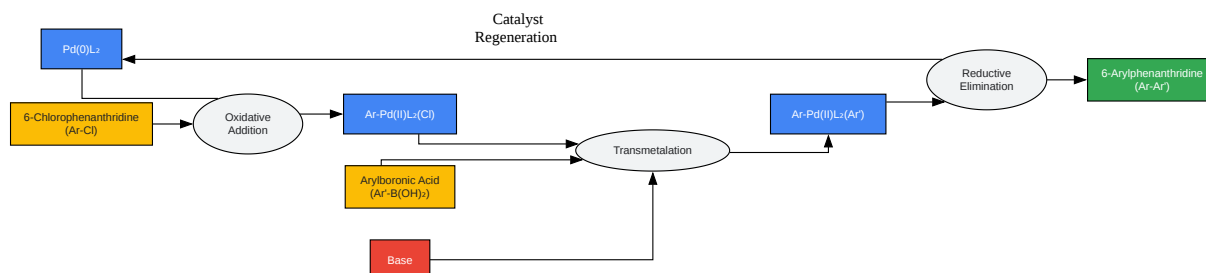 Catalyst
Regeneration
Pd(0)L₂
6-Chlorophenanthridine
(Ar-Cl)
Oxidative
Addition
Ar-Pd(II)L₂(Cl)
Arylboronic Acid
(Ar'-B(OH)₂)
Base
Transmetalation
Ar-Pd(II)L₂(Ar')
Reductive
Elimination
6-Arylphenanthridine
(Ar-Ar')